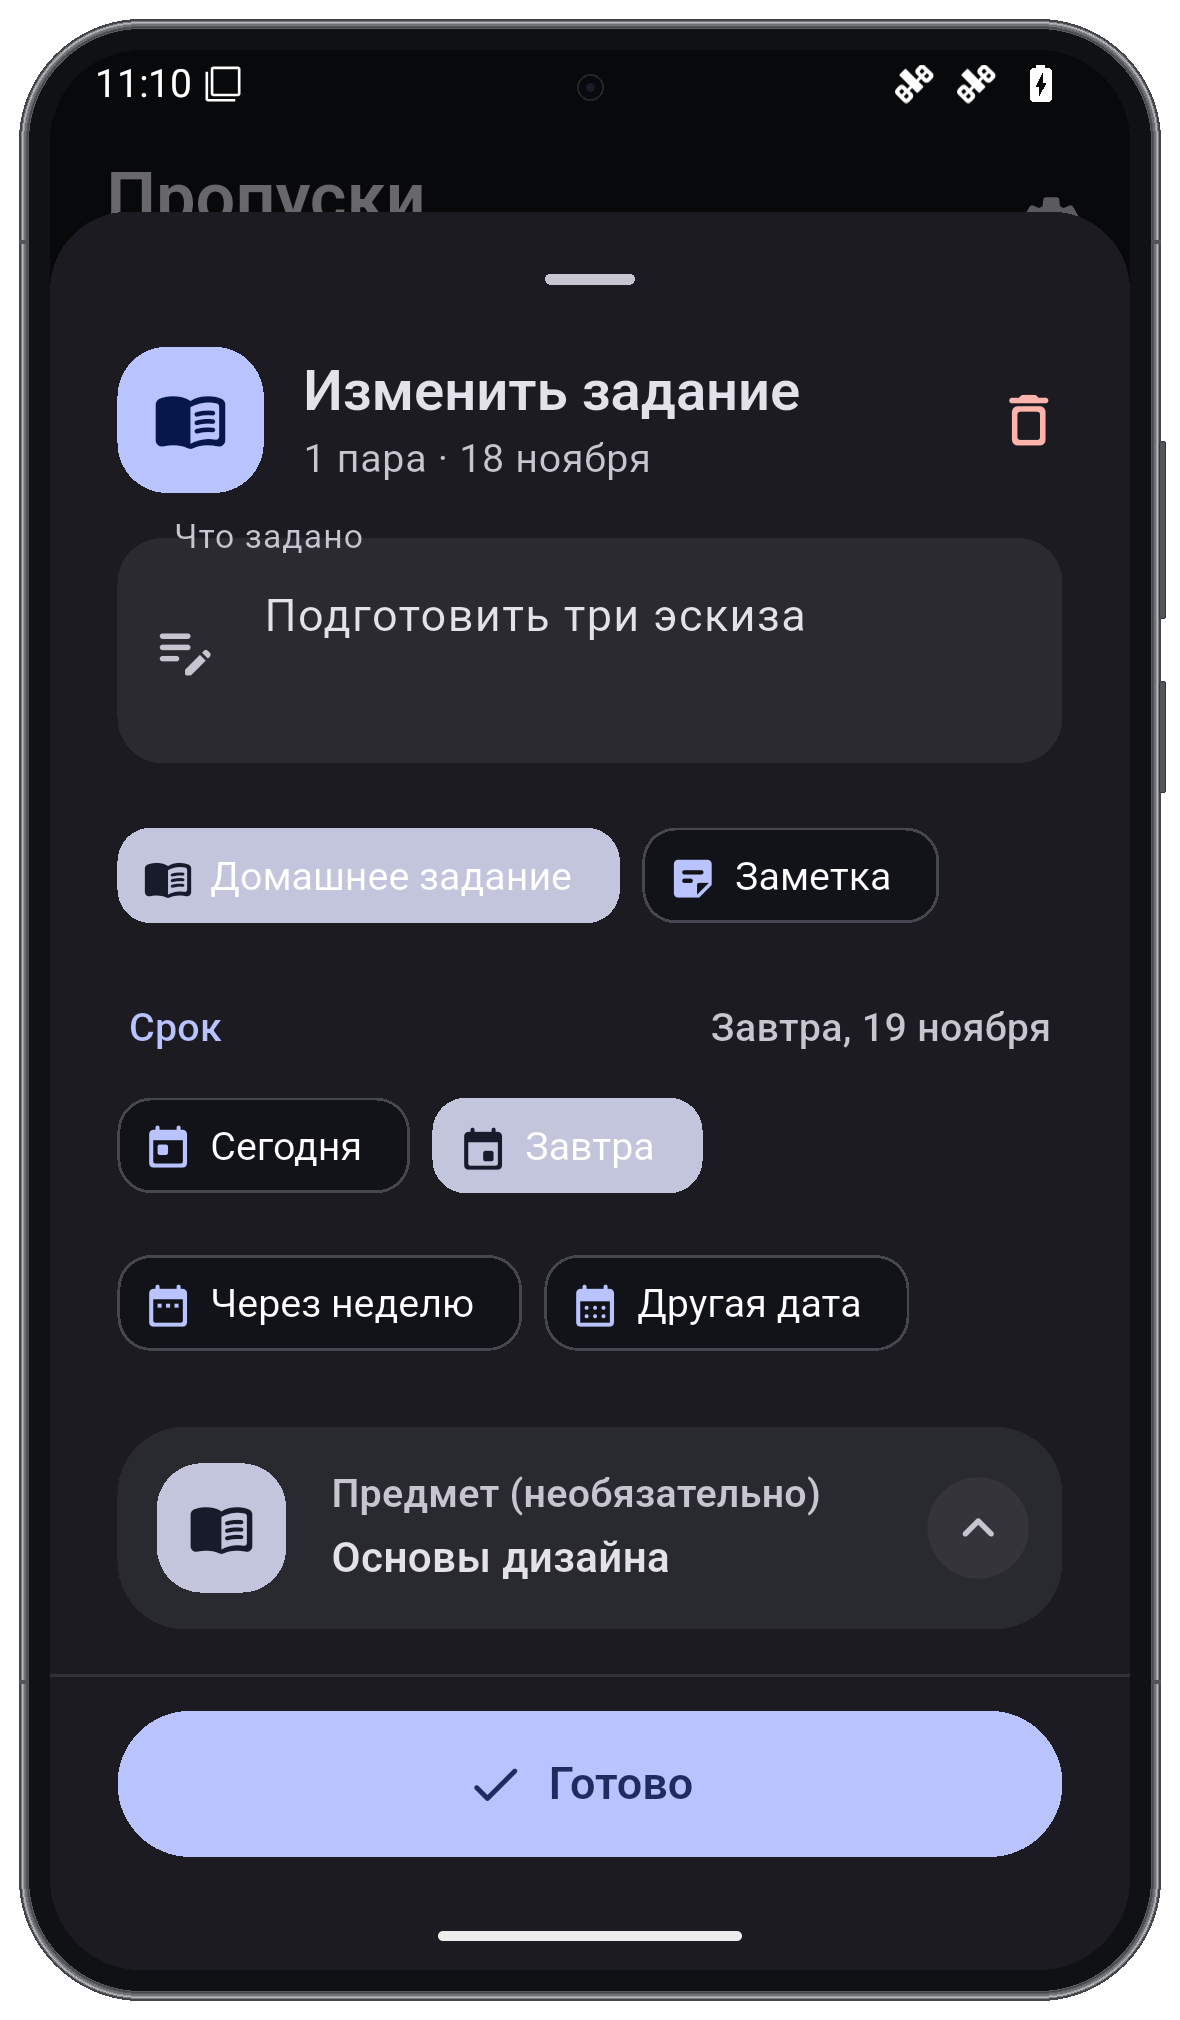 11:10
Пропуски
Изменить задание
1 пара · 18 ноября
Что задано
Подготовить три эскиза
Домашнее задание
Заметка
Срок
Завтра, 19 ноября
Сегодня
Завтра
Через неделю
Другая дата
Предмет (необязательно)
Основы дизайна
Готово